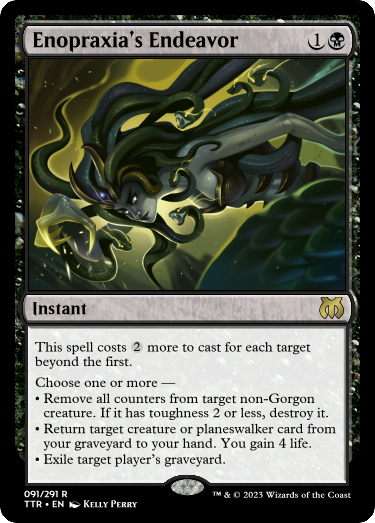 Enopraxia's Endeavor 1
Instant
This spell costs 2 more to cast for each target
beyond the first.
Choose one or more —
• Remove all counters from target non-Gorgon
creature. If it has toughness 2 or less, destroy it.
• Return target creature or planeswalker card from
your graveyard to your hand. You gain 4 life.
• Exile target player's graveyard.
091/291 R
TTR • EN KELLY PERRY
™ & © 2023 Wizards of the Coast